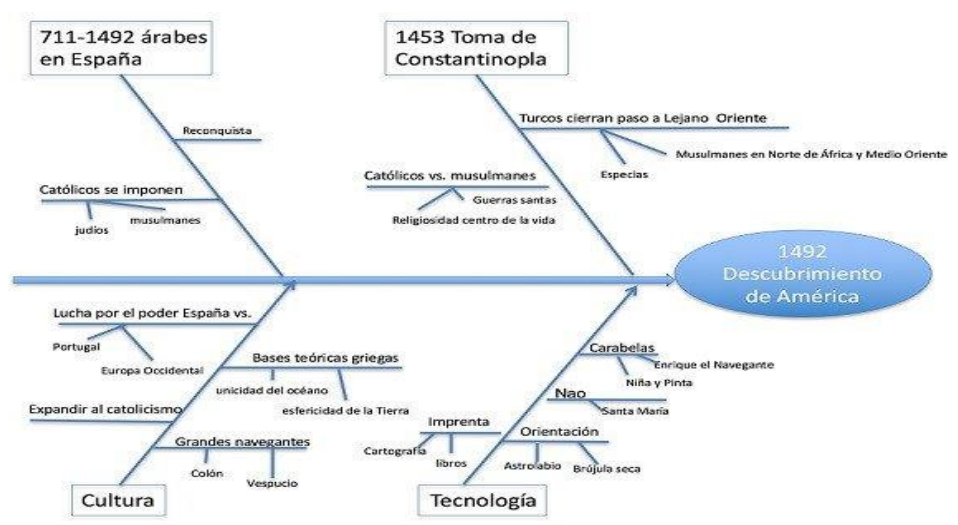 711-1492 árabes
en España
1453 Toma de
Constantinopla
Reconquista
Católicos se imponen
judíos
musulmanes
Turcos cierran paso a Lejano Oriente
Musulmanes en Norte de África y Medio Oriente
Especias
Católicos vs. musulmanes
Guerras santas
Religiosidad centro de la vida
1492
Descubrimiento
de América
Lucha por el poder España vs.
Portugal
Europa Occidental
Bases teóricas griegas
unicidad del océano
esfericidad de la Tierra
Expandir al catolicismo
Grandes navegantes
Colón
Vespucio
Cultura
Carabelas
Enrique el Navegante
Niña y Pinta
Nao
Santa María
Imprenta
Cartografía
libros
Orientación
Astrolabio
Brújula seca
Tecnología